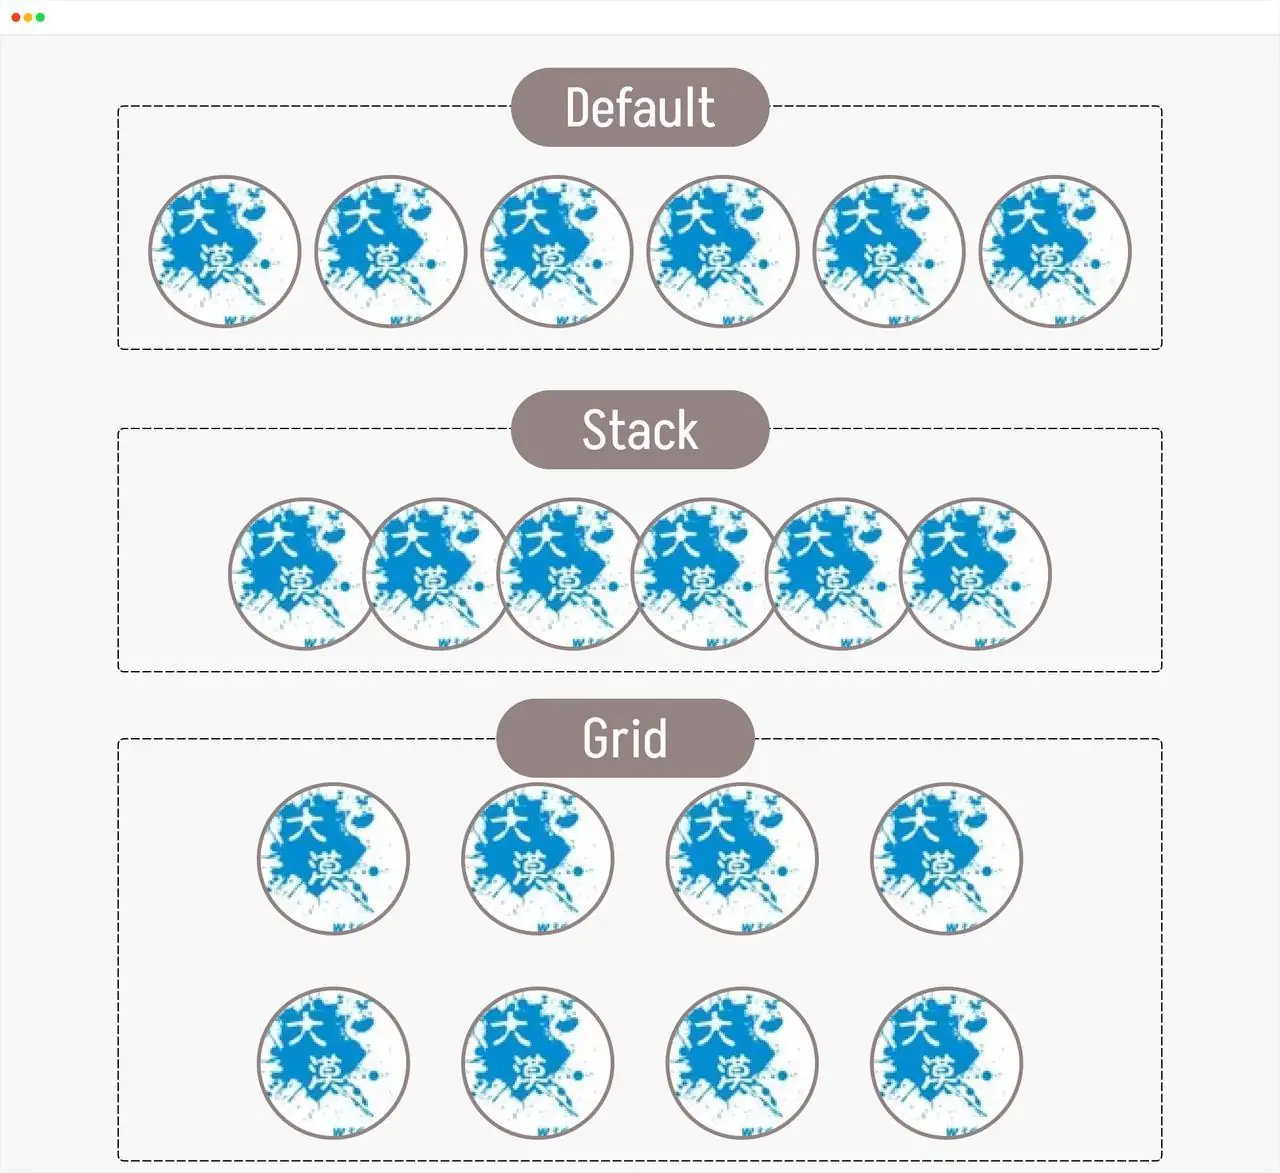 Default
大 大 大 大 大 大
漠 漠 漠 漠 漠 漠
Stack
大 大 大 大 大 大
漠 漠 漠 漠 漠 漠
Grid
大 大 大 大
漠 漠 漠 漠
大 大 大 大
漠 漠 漠 漠